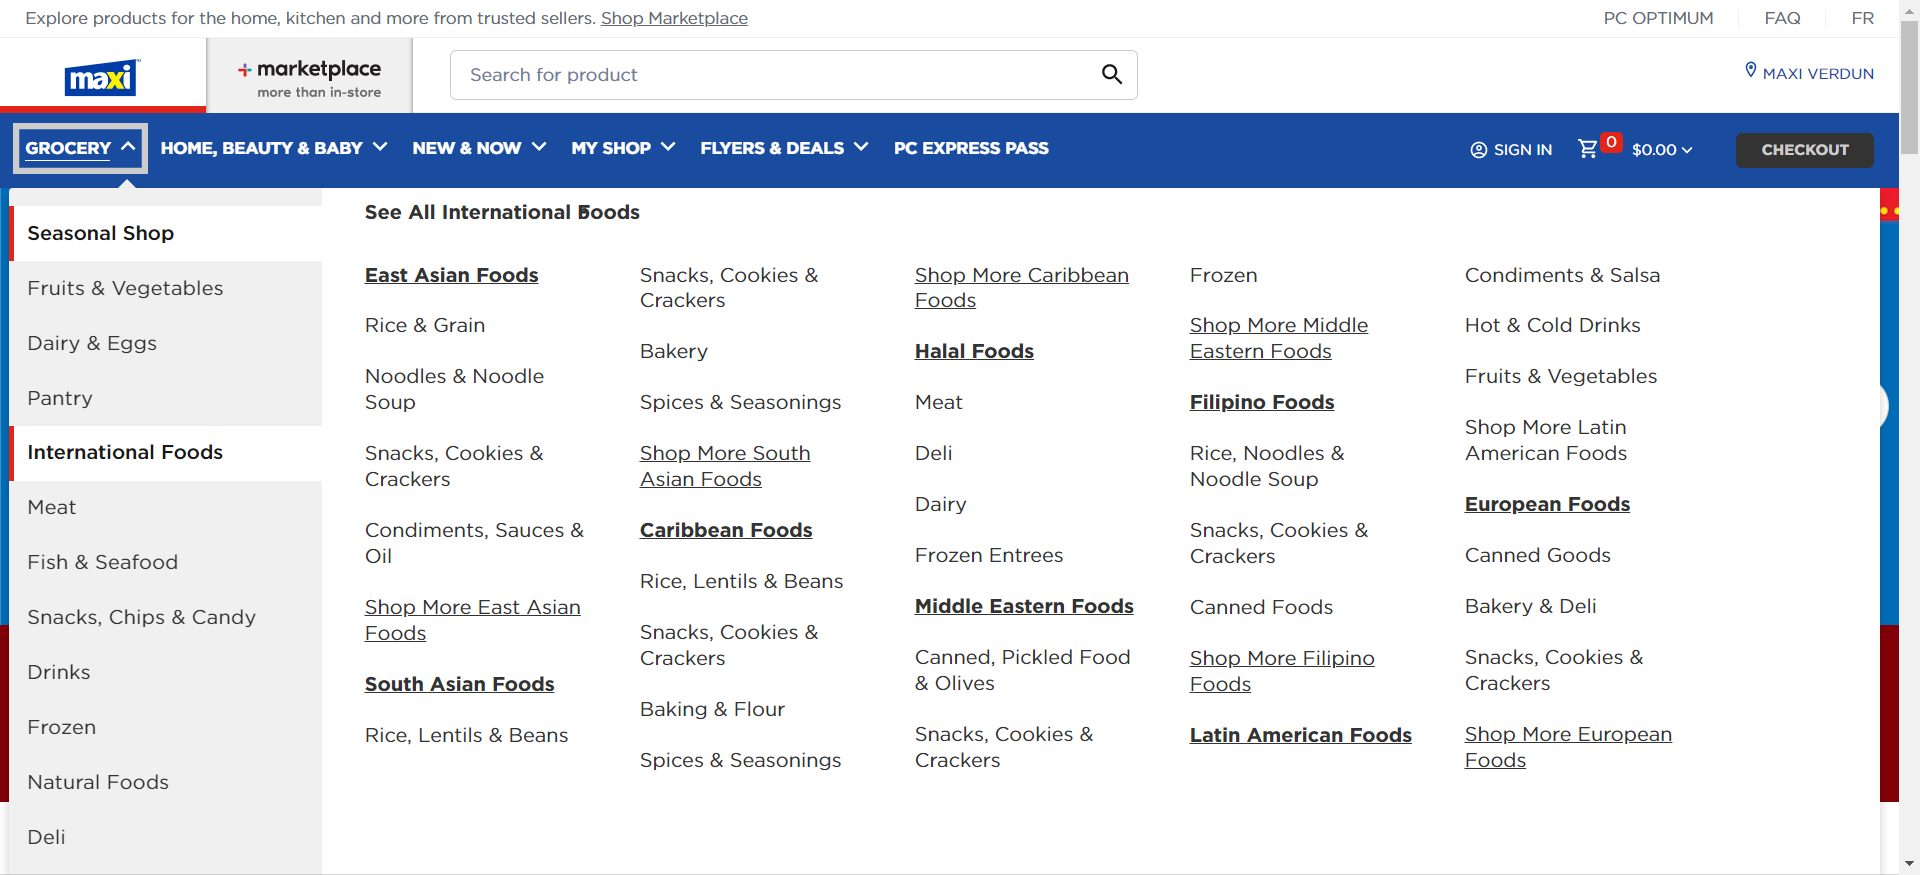 Explore products for the home, kitchen and more from trusted sellers. Shop Marketplace
PC OPTIMUM
FAQ
FR
maxi
marketplace
more than in-store
Search for product
MAXI VERDUN
GROCERY
HOME, BEAUTY & BABY
NEW & NOW
MY SHOP
FLYERS & DEALS
PC EXPRESS PASS
SIGN IN
0
$0.00
CHECKOUT
Seasonal Shop
Fruits & Vegetables
Dairy & Eggs
Pantry
International Foods
Meat
Fish & Seafood
Snacks, Chips & Candy
Drinks
Frozen
Natural Foods
Deli
See All International Foods
East Asian Foods
Rice & Grain
Noodles & Noodle
Soup
Snacks, Cookies &
Crackers
Condiments, Sauces &
Oil
Shop More East Asian
Foods
South Asian Foods
Rice, Lentils & Beans
Snacks, Cookies &
Crackers
Bakery
Spices & Seasonings
Shop More South
Asian Foods
Caribbean Foods
Rice, Lentils & Beans
Snacks, Cookies &
Crackers
Baking & Flour
Spices & Seasonings
Shop More Caribbean
Foods
Halal Foods
Meat
Deli
Dairy
Frozen Entrees
Middle Eastern Foods
Canned, Pickled Food
& Olives
Snacks, Cookies &
Crackers
Frozen
Shop More Middle
Eastern Foods
Filipino Foods
Rice, Noodles &
Noodle Soup
Snacks, Cookies &
Crackers
Canned Foods
Shop More Filipino
Foods
Latin American Foods
Condiments & Salsa
Hot & Cold Drinks
Fruits & Vegetables
Shop More Latin
American Foods
European Foods
Canned Goods
Bakery & Deli
Snacks, Cookies &
Crackers
Shop More European
Foods